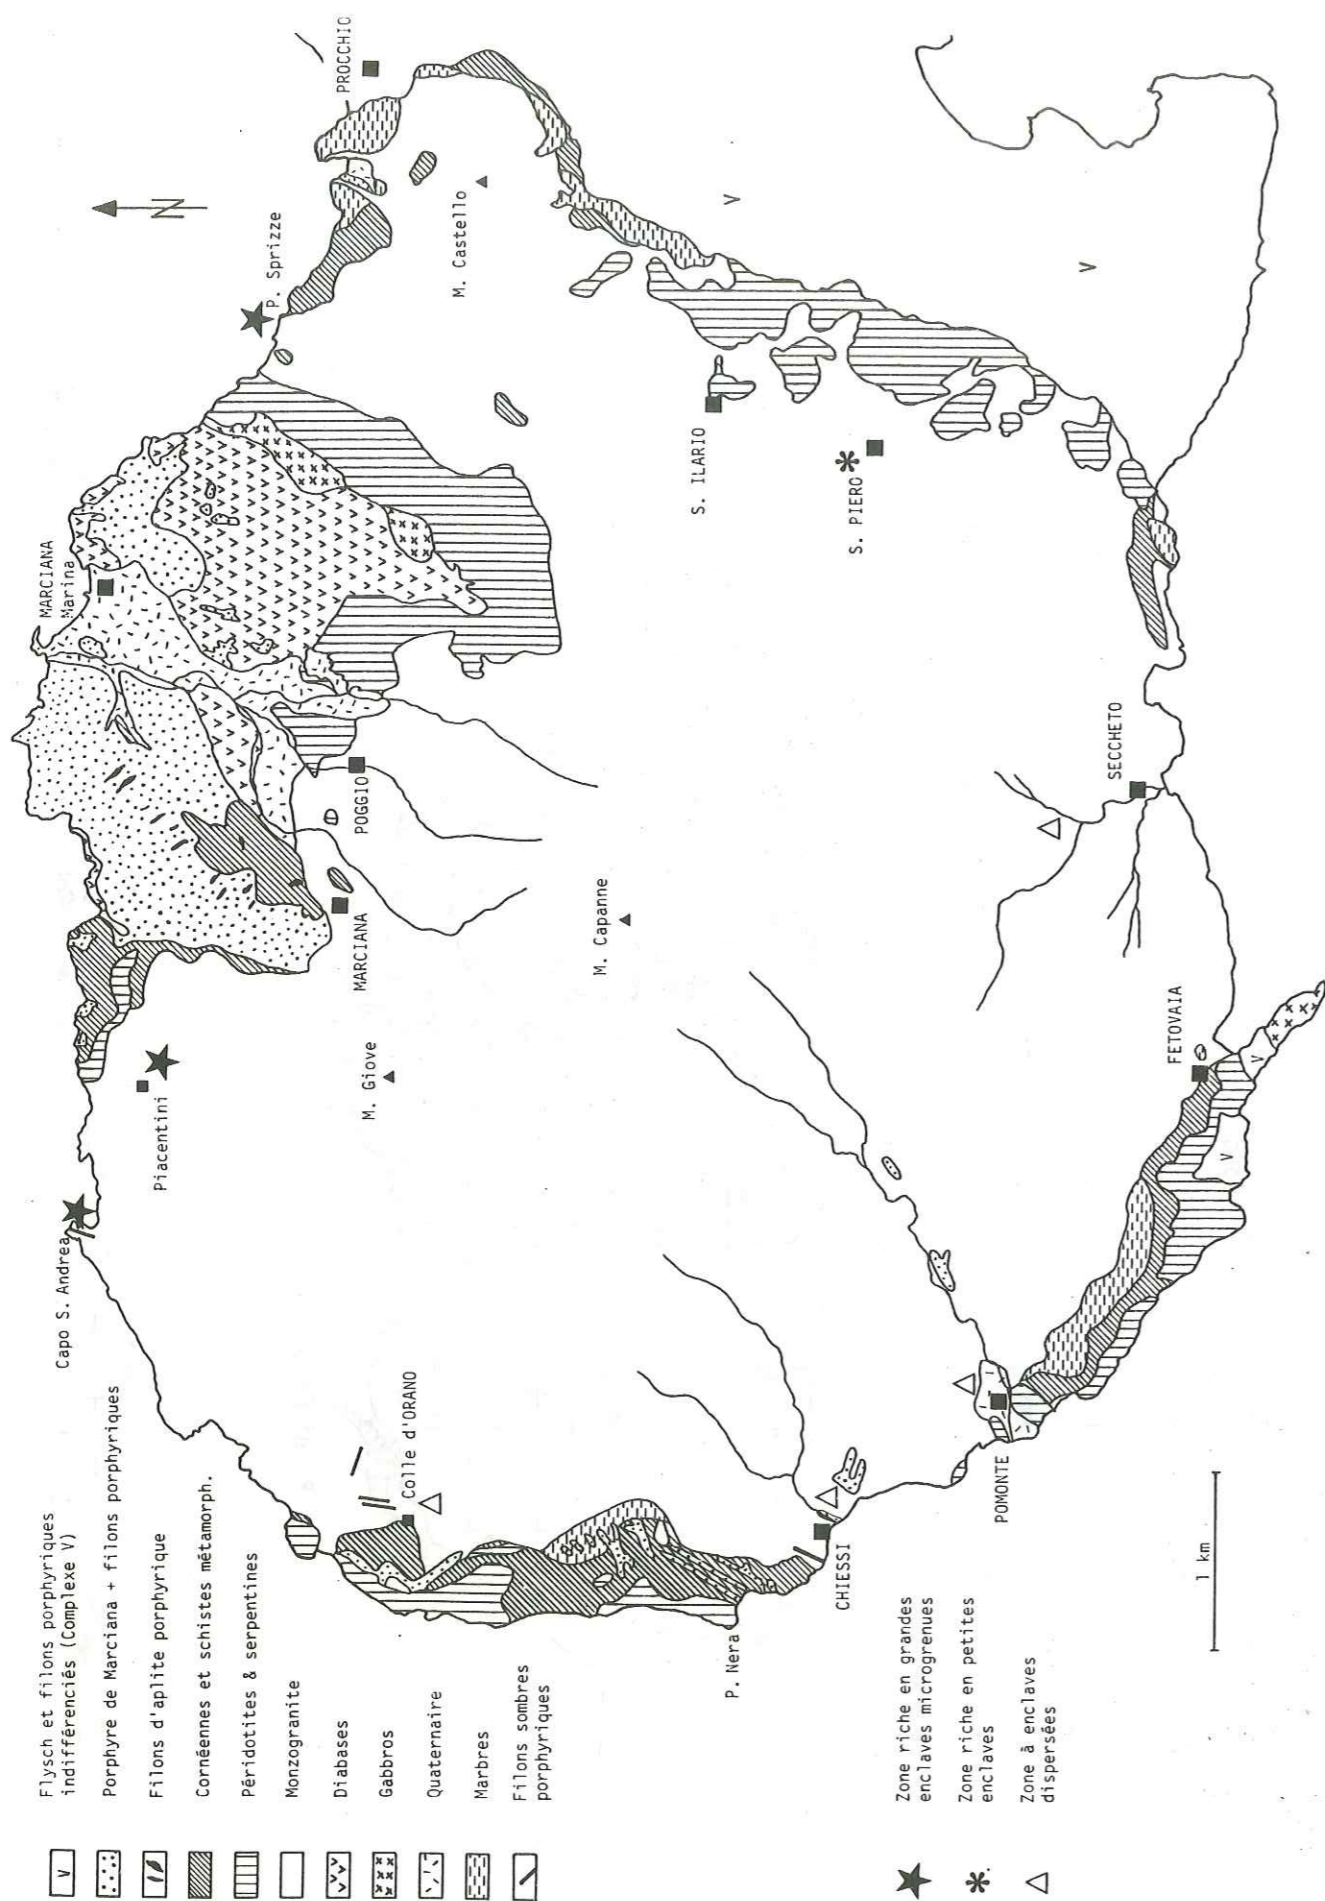 Flysch et filons porphyriques
indifférenciés (Complexe V)
Porphyre de Marciana + filons porphyriques
Filons d'aplite porphyrique
Cornéennes et schistes métamorph.
Péridotites & serpentines
Monzogranite
Diabases
Gabbros
Quaternaire
Marbres
Filons sombres
porphyriques
Zone riche en grandes
enclaves microgrenues
Zone riche en petites
enclaves
Zone à enclaves
dispersées
1 km
N
Capo S. Andrea
Piacentini
MARCIANA
Marina
P. Sprizze
PROCCHIO
M. Castello
POGGIO
MARCIANA
M. Giove
Colle d'ORANO
M. Capanne
S. ILARIO
S. PIERO
P. Nera
CHIESSI
POMONTE
FETOVAIA
SECCHETO
V
V
V
V
V